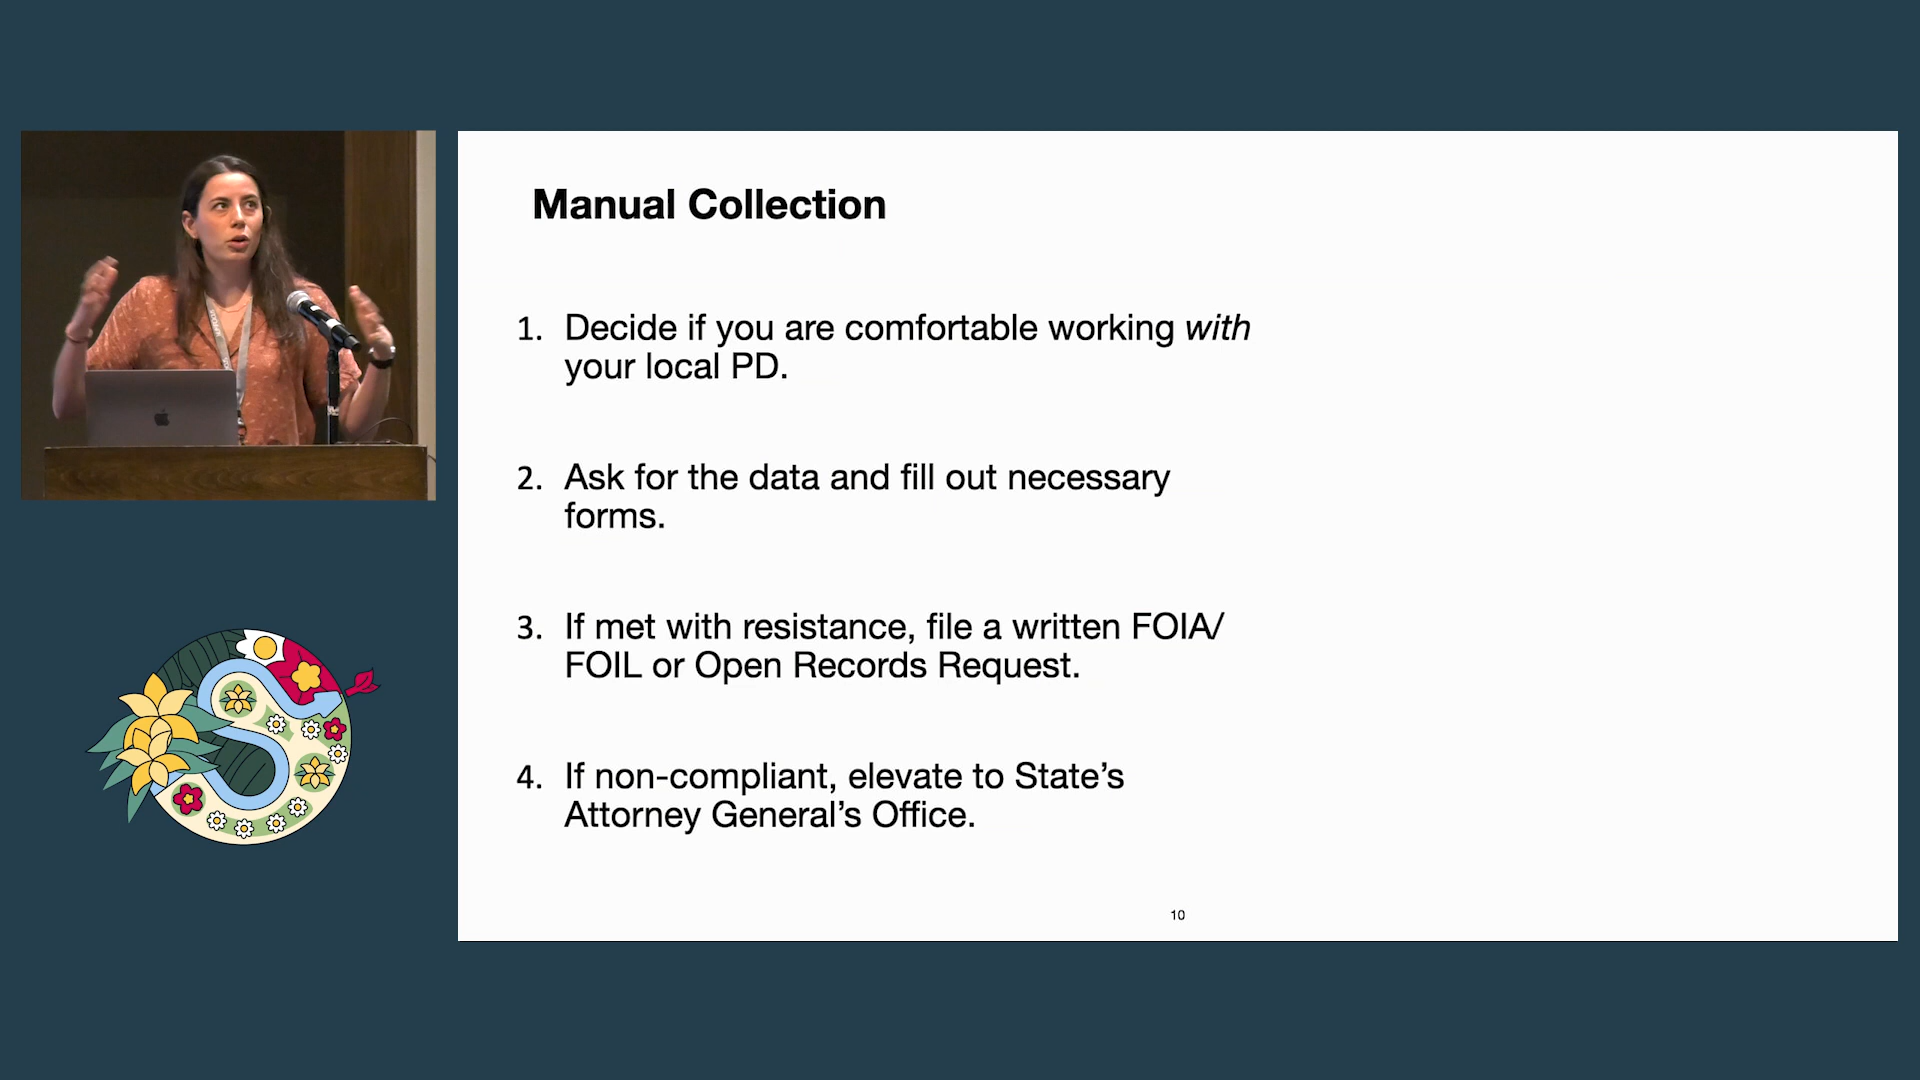 Manual Collection
1. Decide if you are comfortable working with
your local PD.
2. Ask for the data and fill out necessary
forms.
3. If met with resistance, file a written FOIA/
FOIL or Open Records Request.
4. If non-compliant, elevate to State’s
Attorney General’s Office.
10